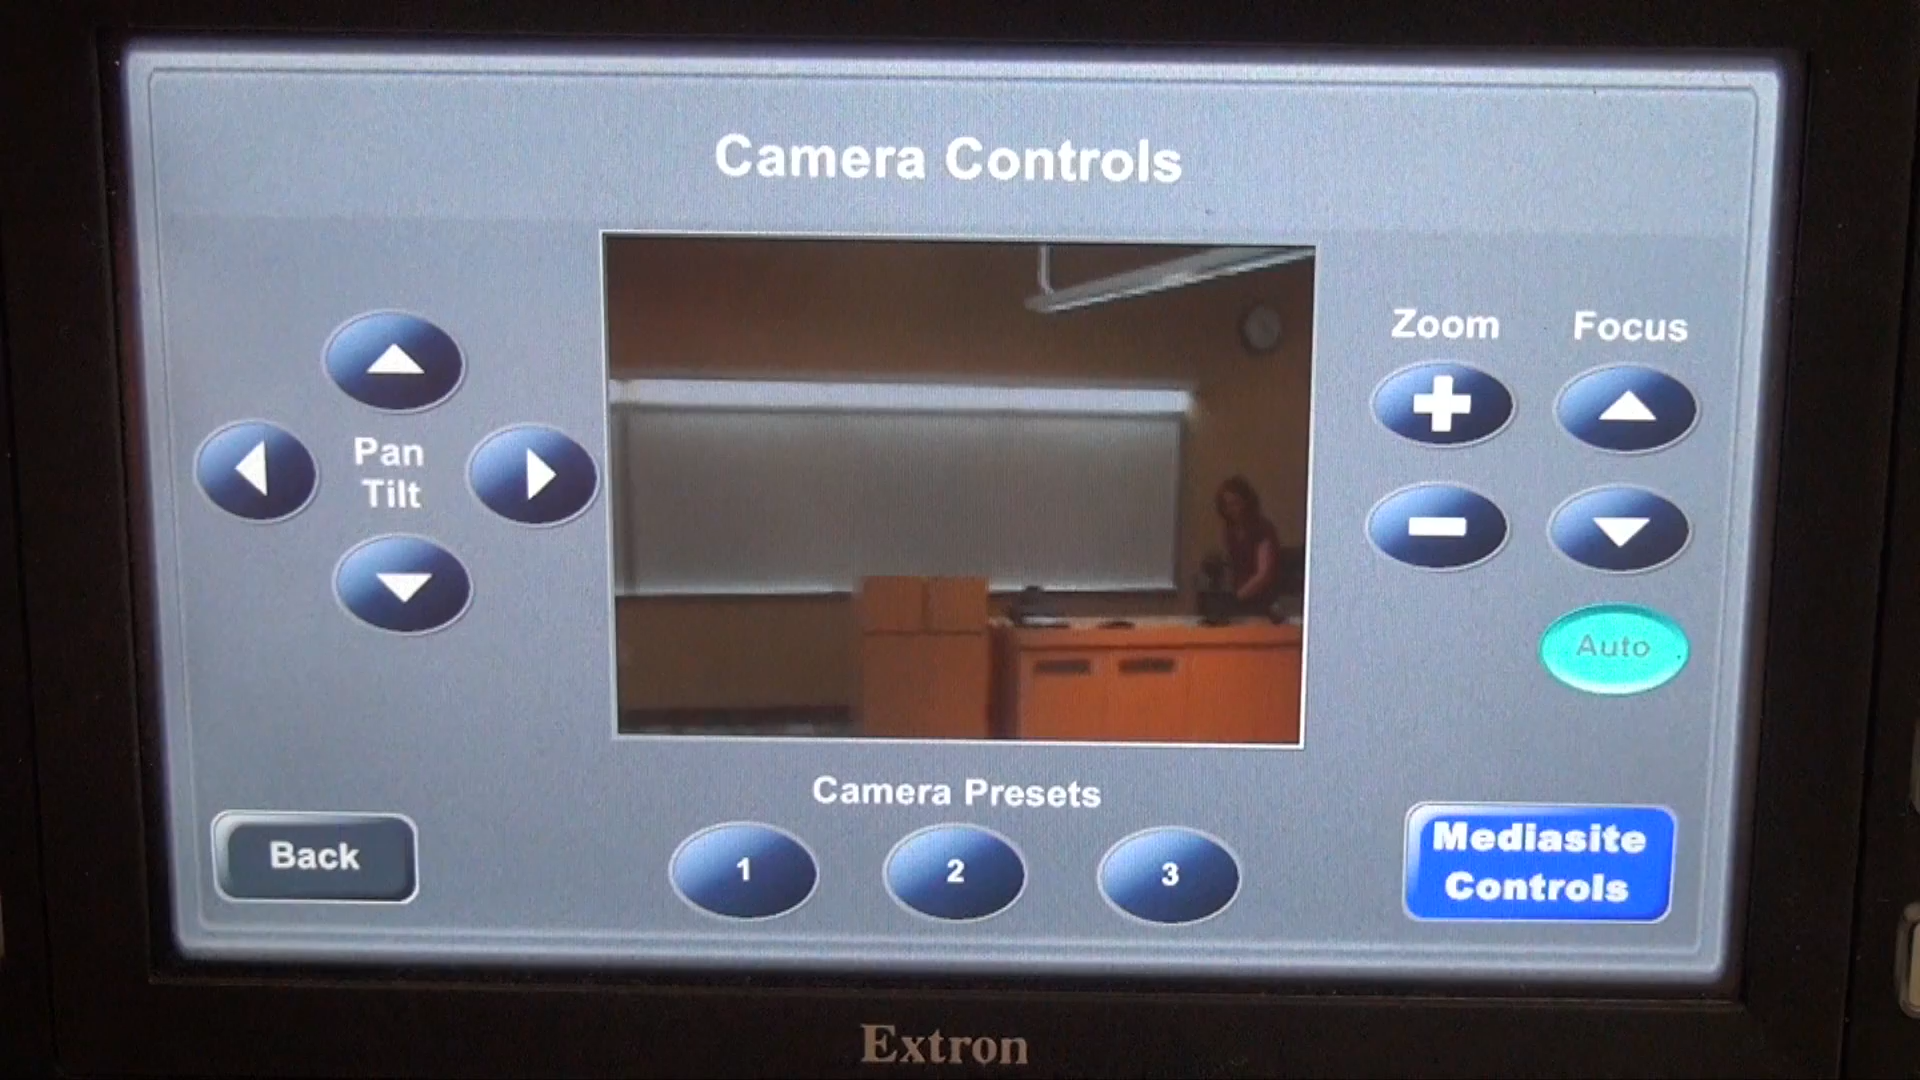 Camera Controls
Pan
Tilt
Zoom
Focus
Auto
Camera Presets
Back
1
2
3
Mediasite
Controls
Extron